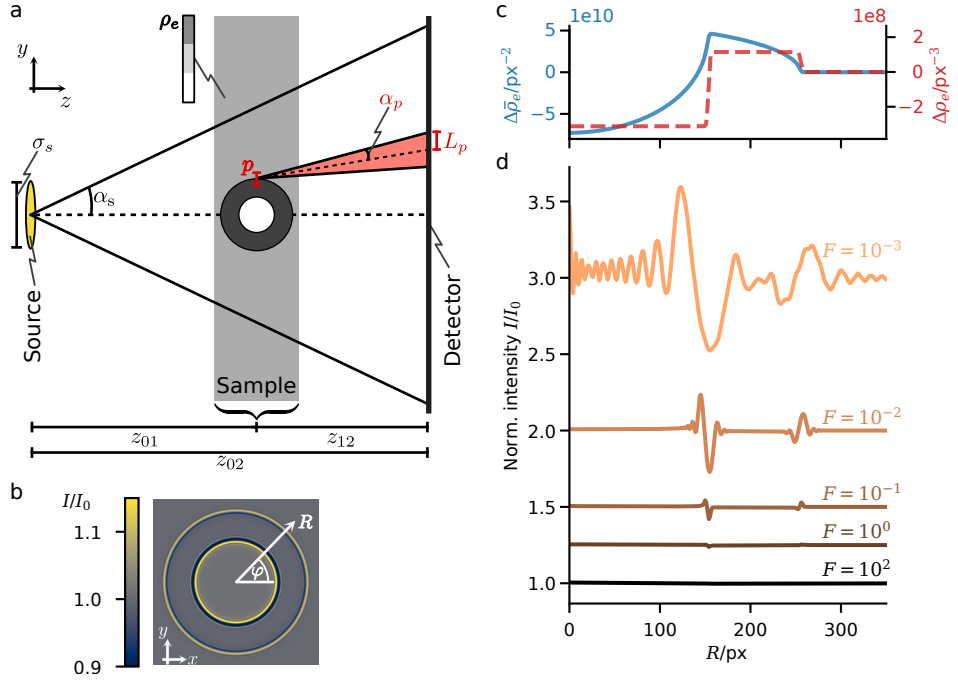 a
y
z
ρe
σs
αs
p
αp
Lp
Source
Sample
Detector
z01
z12
z02
b
I/I0
1.1
1.0
0.9
R
φ
y
x
c
1e10
1e8
5
0
−5
Δρ̄e/px−2
2
0
−2
Δρe/px−3
d
Norm. intensity I/I0
3.5
3.0
2.5
2.0
1.5
1.0
F = 10−3
F = 10−2
F = 10−1
F = 100
F = 102
0
100
200
300
R/px